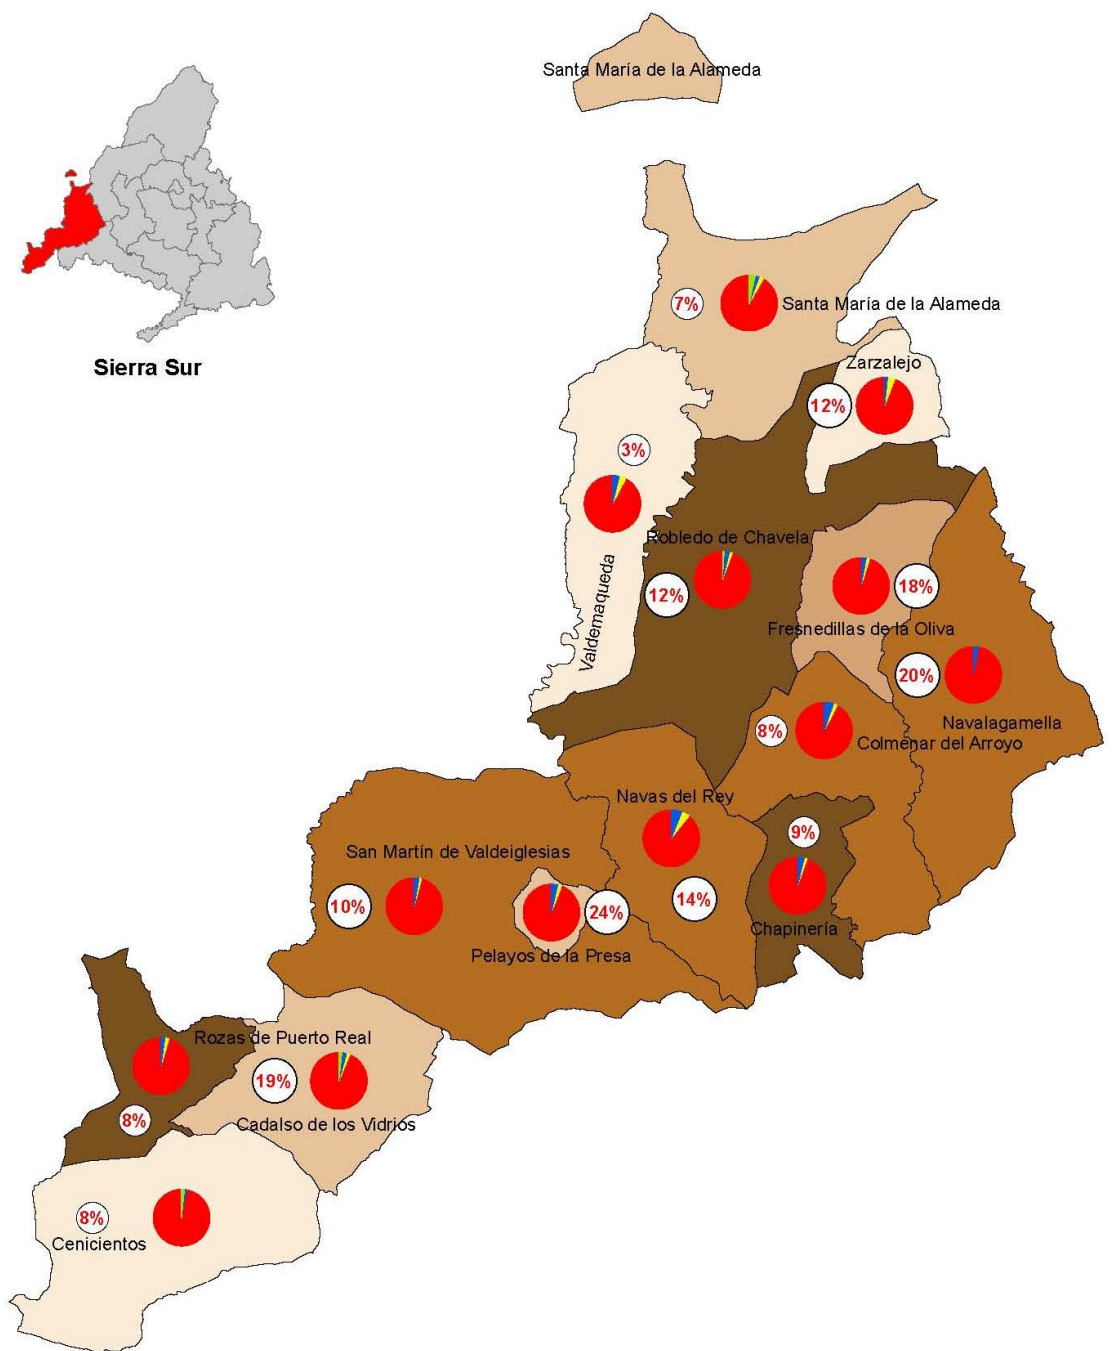 Santa María de la Alameda
Sierra Sur
7%
Santa María de la Alameda
Zarzalejo
12%
3%
Valdemaqueda
Robledo de Chavela
12%
18%
Fresnedillas de la Oliva
20%
Navalagamella
8%
Colmenar del Arroyo
Navas del Rey
14%
9%
Chapinería
San Martín de Valdeiglesias
10%
24%
Pelayos de la Presa
Rozas de Puerto Real
8%
19%
Cadalso de los Vidrios
8%
Cenicientos